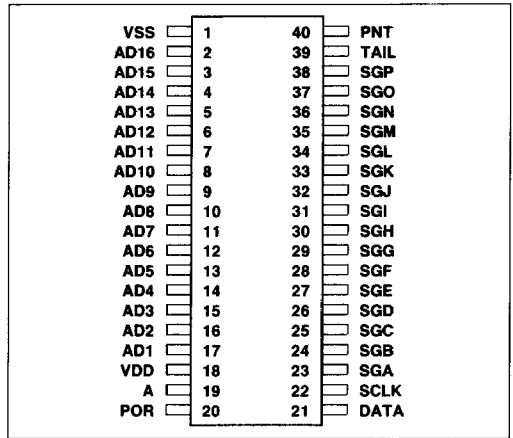 VSS 1 40 PNT
AD16 2 39 TAIL
AD15 3 38 SGP
AD14 4 37 SGO
AD13 5 36 SGN
AD12 6 35 SGM
AD11 7 34 SGL
AD10 8 33 SGK
AD9 9 32 SGJ
AD8 10 31 SGI
AD7 11 30 SGH
AD6 12 29 SGG
AD5 13 28 SGF
AD4 14 27 SGE
AD3 15 26 SGD
AD2 16 25 SGC
AD1 17 24 SGB
VDD 18 23 SGA
A 19 22 SCLK
POR 20 21 DATA